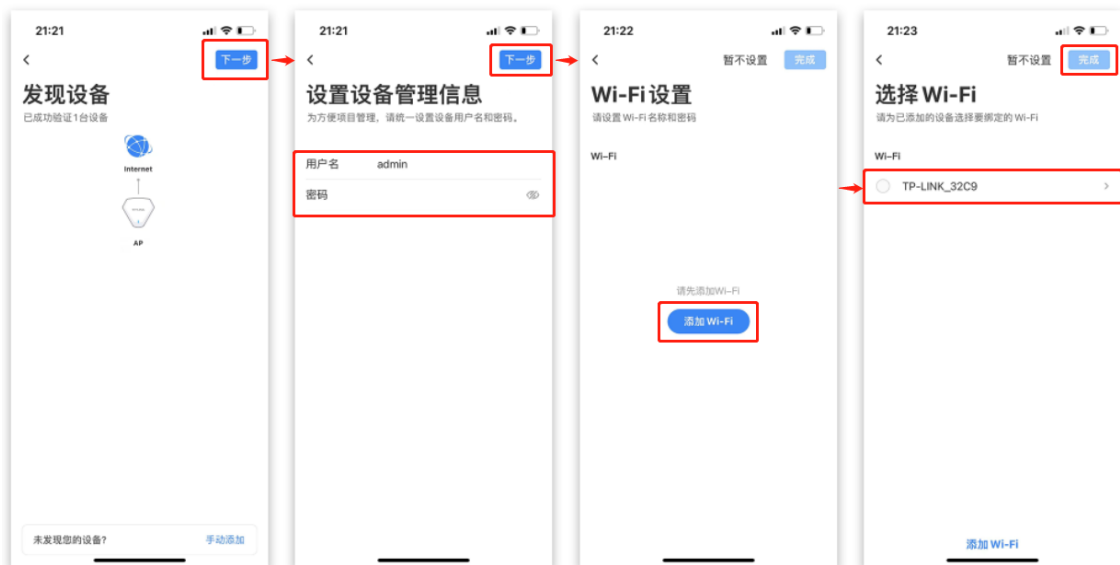 21:21
下一步
发现设备
已成功验证1台设备
Internet
AP
未发现您的设备?
手动添加
21:21
下一步
设置设备管理信息
为方便项目管理，请统一设置设备用户名和密码。
用户名 admin
密码
21:22
暂不设置 完成
Wi-Fi 设置
请设置 Wi-Fi 名称和密码
Wi-Fi
请先添加Wi-Fi
添加 Wi-Fi
21:23
暂不设置 完成
选择 Wi-Fi
请为已添加的设备选择要绑定的 Wi-Fi
Wi-Fi
TP-LINK_32C9
添加 Wi-Fi